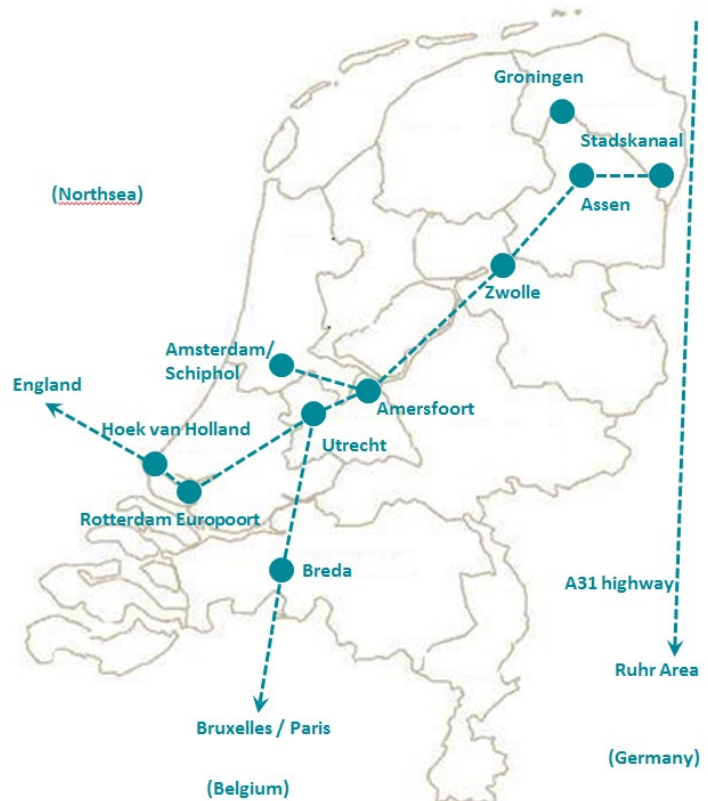 Groningen
Stadskanaal
(Northsea)
Assen
Zwolle
Amsterdam/
Schiphol
England
Amersfoort
Hoek van Holland
Utrecht
Rotterdam Europoort
Breda
A31 highway
Ruhr Area
Bruxelles / Paris
(Germany)
(Belgium)